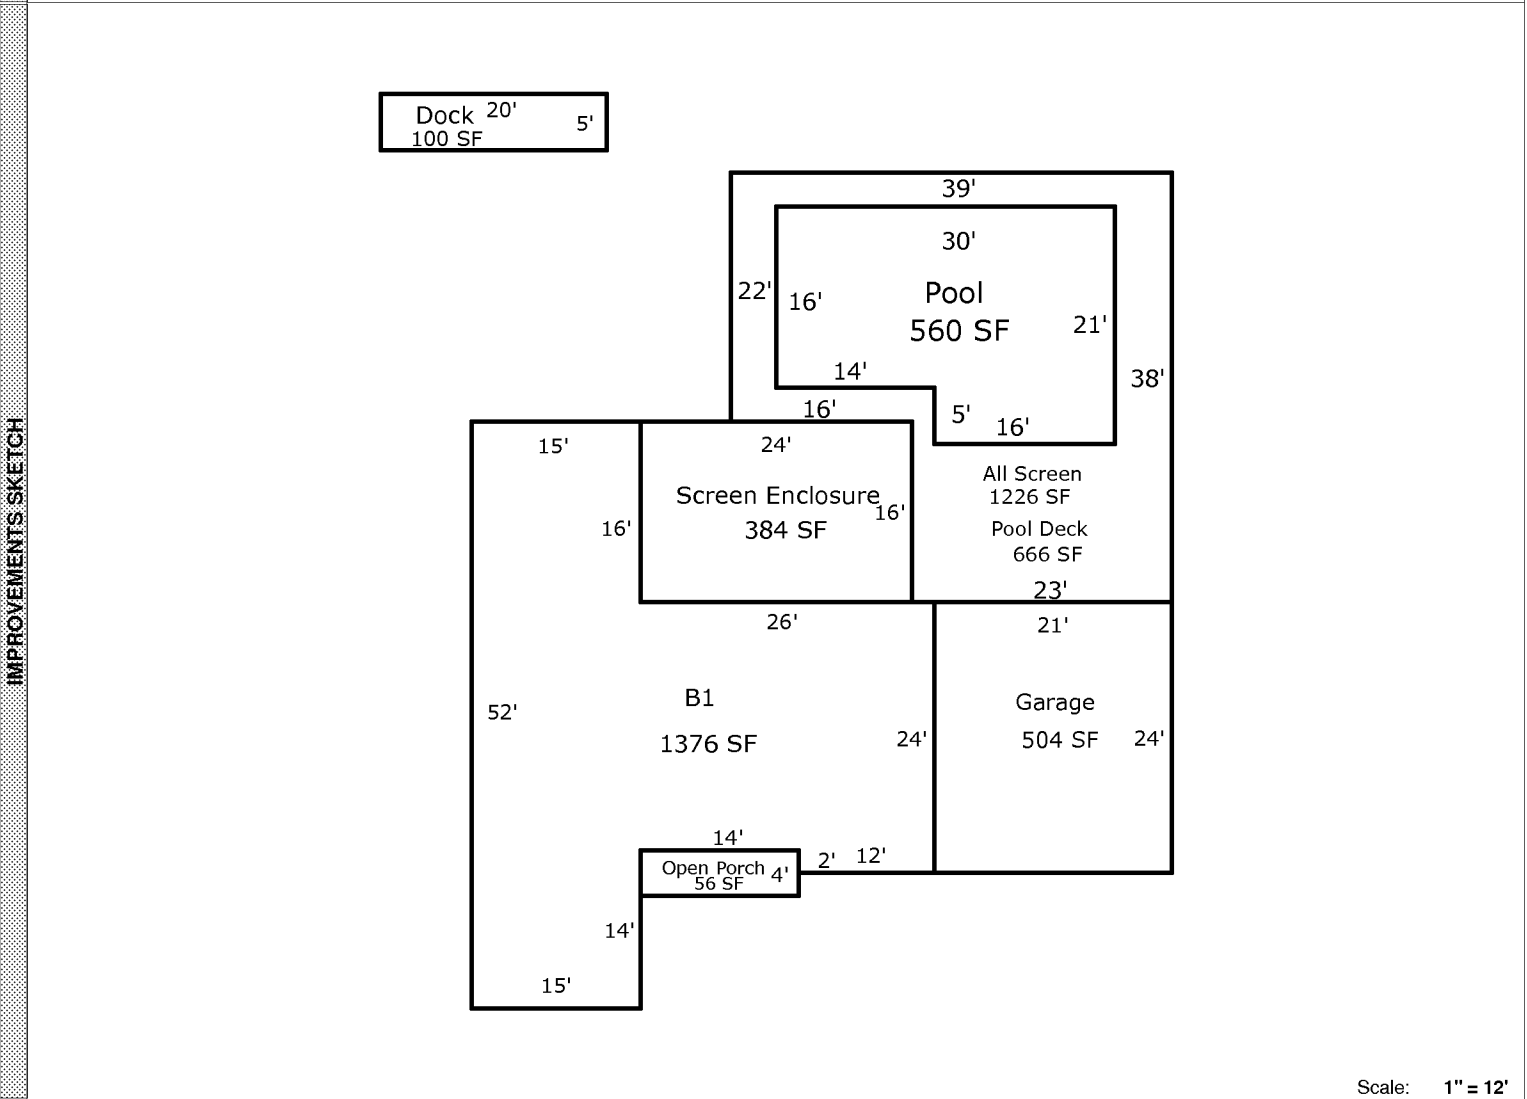 IMPROVEMENTS SKETCH
Dock 20'
5'
100 SF
39'
30'
22'
16'
Pool
560 SF
21'
14'
38'
16'
5'
16'
15'
24'
All Screen
1226 SF
Screen Enclosure
16'
16'
384 SF
Pool Deck
666 SF
23'
26'
21'
B1
Garage
52'
1376 SF
24'
504 SF
24'
14'
2'
12'
Open Porch
4'
56 SF
14'
15'
Scale: 1" = 12'